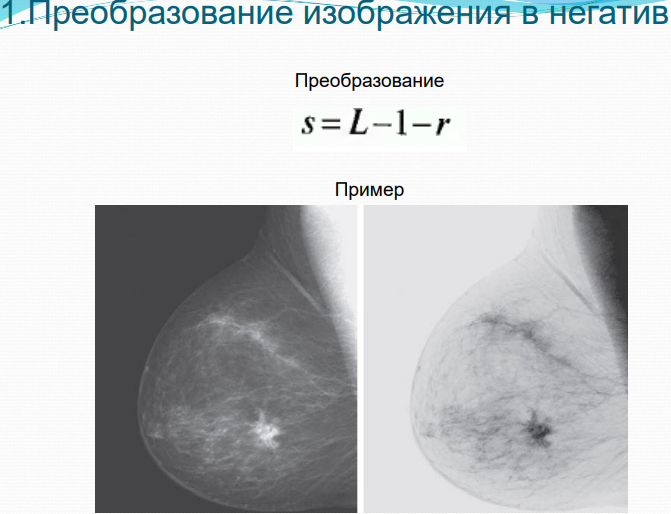 1.Преобразование изображения в негатив
Преобразование
s=L−1−r
Пример